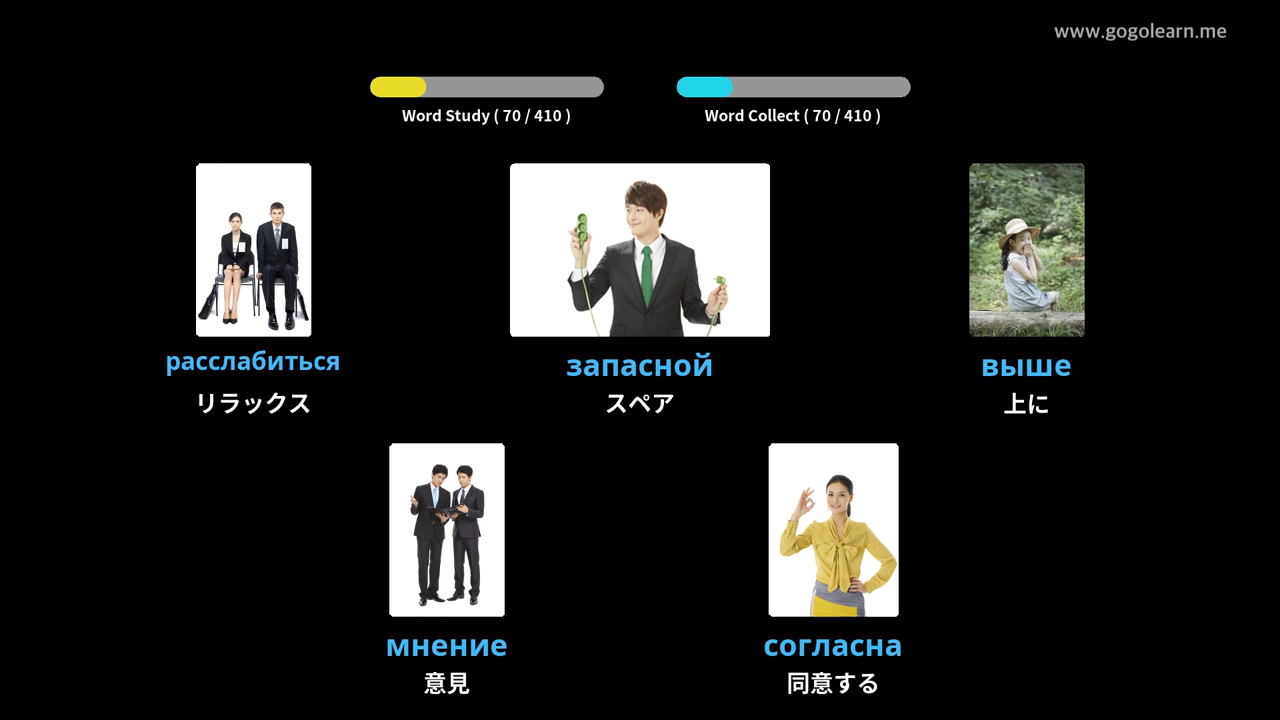 www.gogolearn.me
Word Study ( 70 / 410 )
Word Collect ( 70 / 410 )
расслабиться
リラックス
запасной
スペア
выше
上に
мнение
意見
согласна
同意する